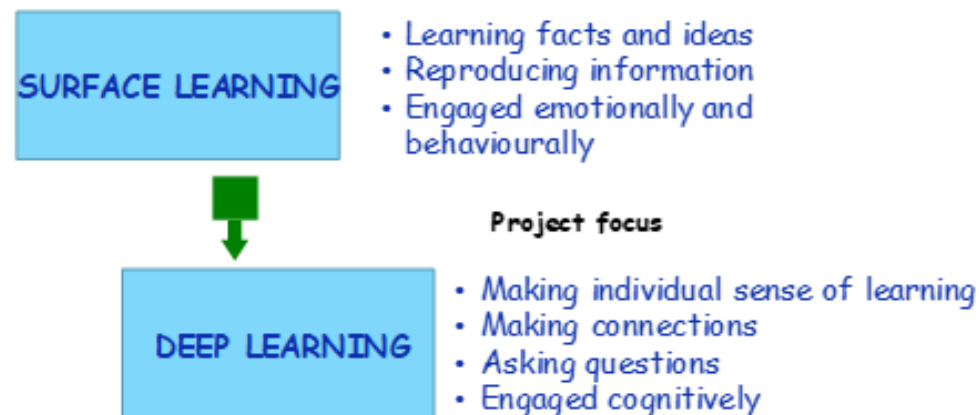 SURFACE LEARNING
• Learning facts and ideas
• Reproducing information
• Engaged emotionally and
behaviourally
Project focus
DEEP LEARNING
• Making individual sense of learning
• Making connections
• Asking questions
• Engaged cognitively